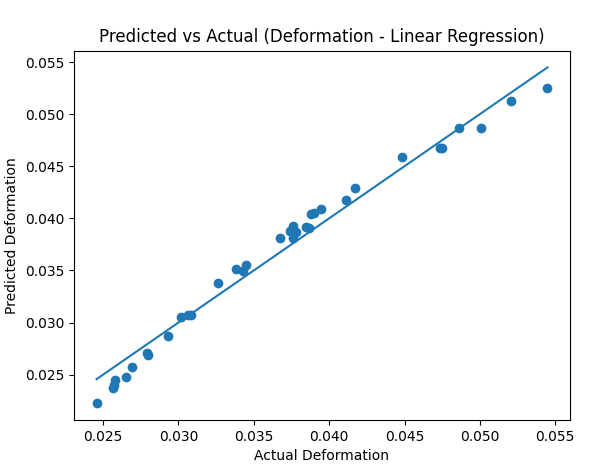 Predicted vs Actual (Deformation - Linear Regression)
0.055
0.050
0.045
0.040
0.035
0.030
0.025
Predicted Deformation
0.025 0.030 0.035 0.040 0.045 0.050 0.055
Actual Deformation